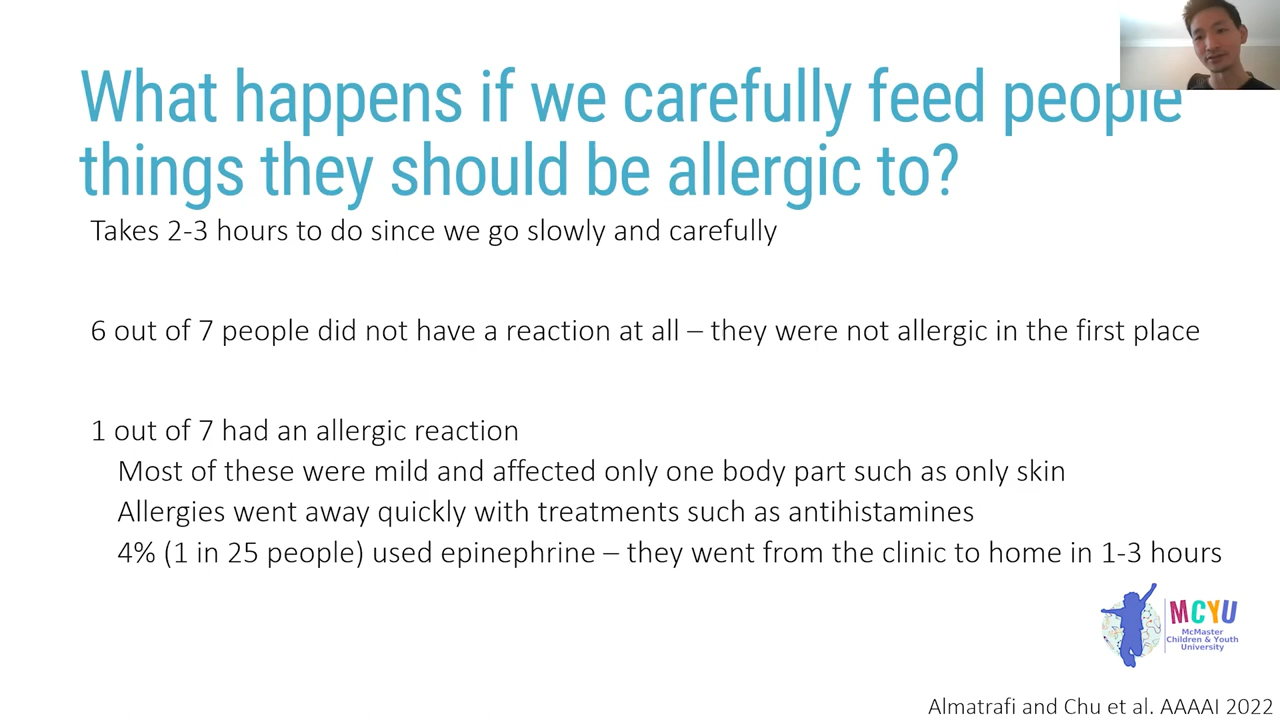 What happens if we carefully feed people
things they should be allergic to?
Takes 2-3 hours to do since we go slowly and carefully
6 out of 7 people did not have a reaction at all – they were not allergic in the first place
1 out of 7 had an allergic reaction
Most of these were mild and affected only one body part such as only skin
Allergies went away quickly with treatments such as antihistamines
4% (1 in 25 people) used epinephrine – they went from the clinic to home in 1-3 hours
MCYU
McMaster
Children & Youth
University
Almatrafi and Chu et al. AAAAI 2022